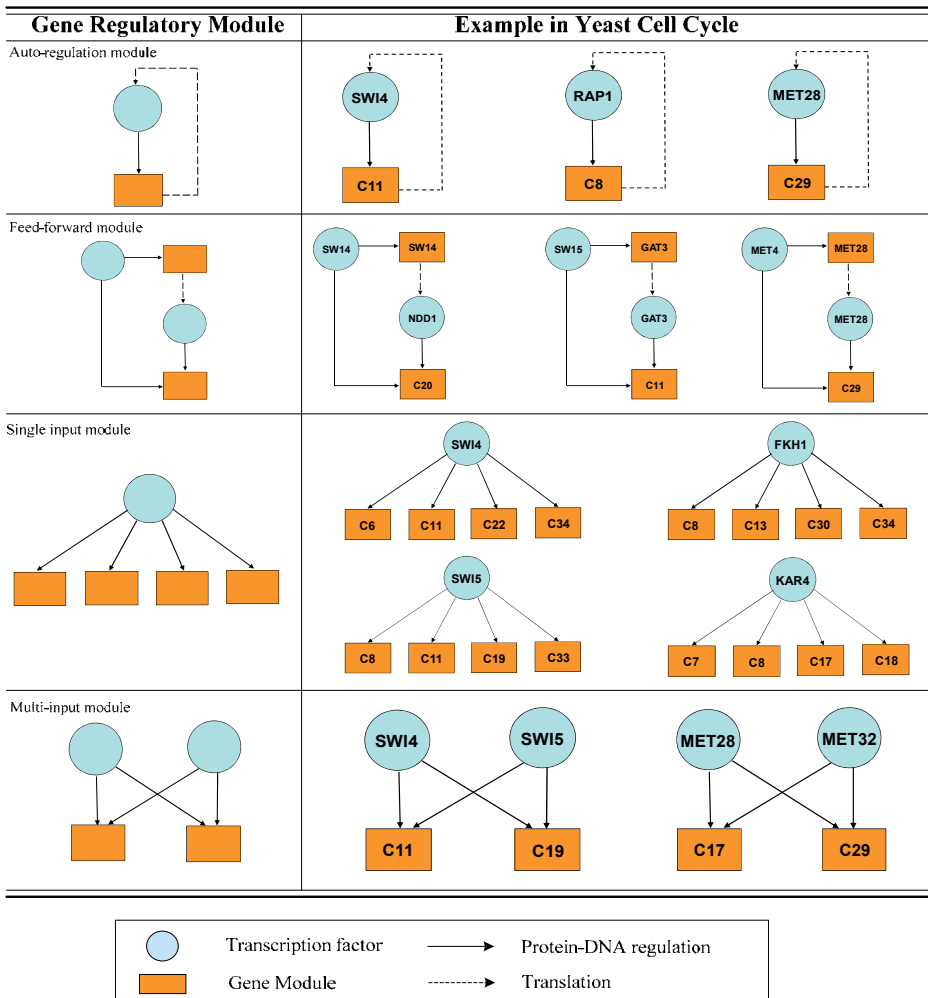 Gene Regulatory Module Example in Yeast Cell Cycle
Auto-regulation module
SWI4 RAP1 MET28
C11 C8 C29
Feed-forward module
SW14 SW14 SW15 GAT3 MET4 MET28
NDD1 GAT3 MET28
C20 C11 C29
Single input module
SWI4 FKH1
C6 C11 C22 C34 C8 C13 C30 C34
SWI5 KAR4
C8 C11 C19 C33 C7 C8 C17 C18
Multi-input module
SWI4 SWI5 MET28 MET32
C11 C19 C17 C29
Transcription factor Protein-DNA regulation
Gene Module Translation